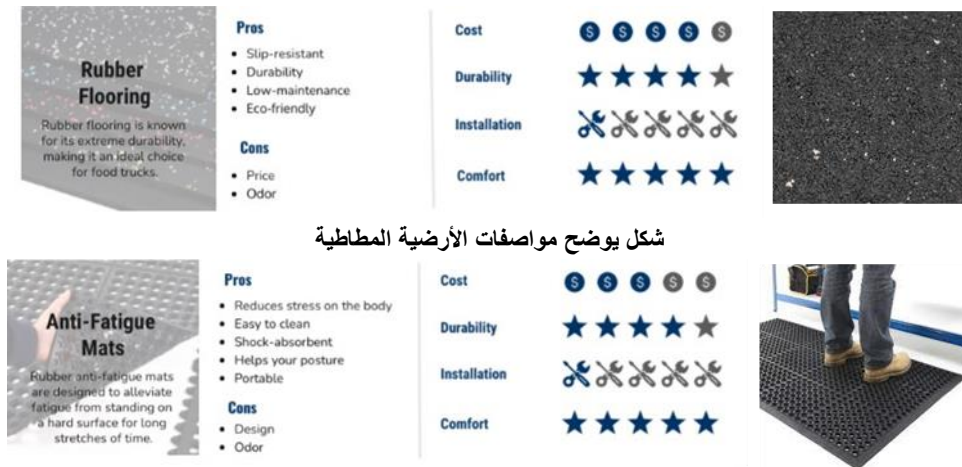 Rubber
Flooring
Rubber flooring is known
for its extreme durability,
making it an ideal choice
for food trucks.
Pros
• Slip-resistant
• Durability
• Low-maintenance
• Eco-friendly
Cons
• Price
• Odor
Cost
Durability
Installation
Comfort
شكل يوضح مواصفات الأرضية المطاطية
Anti-Fatigue
Mats
Rubber anti-fatigue mats
are designed to alleviate
fatigue from standing on
a hard surface for long
stretches of time.
Pros
• Reduces stress on the body
• Easy to clean
• Shock-absorbent
• Helps your posture
• Portable
Cons
• Design
• Odor
Cost
Durability
Installation
Comfort